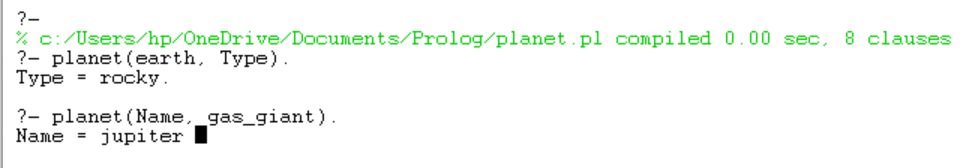 ?-
% c:/Users/hp/OneDrive/Documents/Prolog/planet.pl compiled 0.00 sec, 8 clauses
?- planet(earth, Type).
Type = rocky.
?- planet(Name, gas_giant).
Name = jupiter